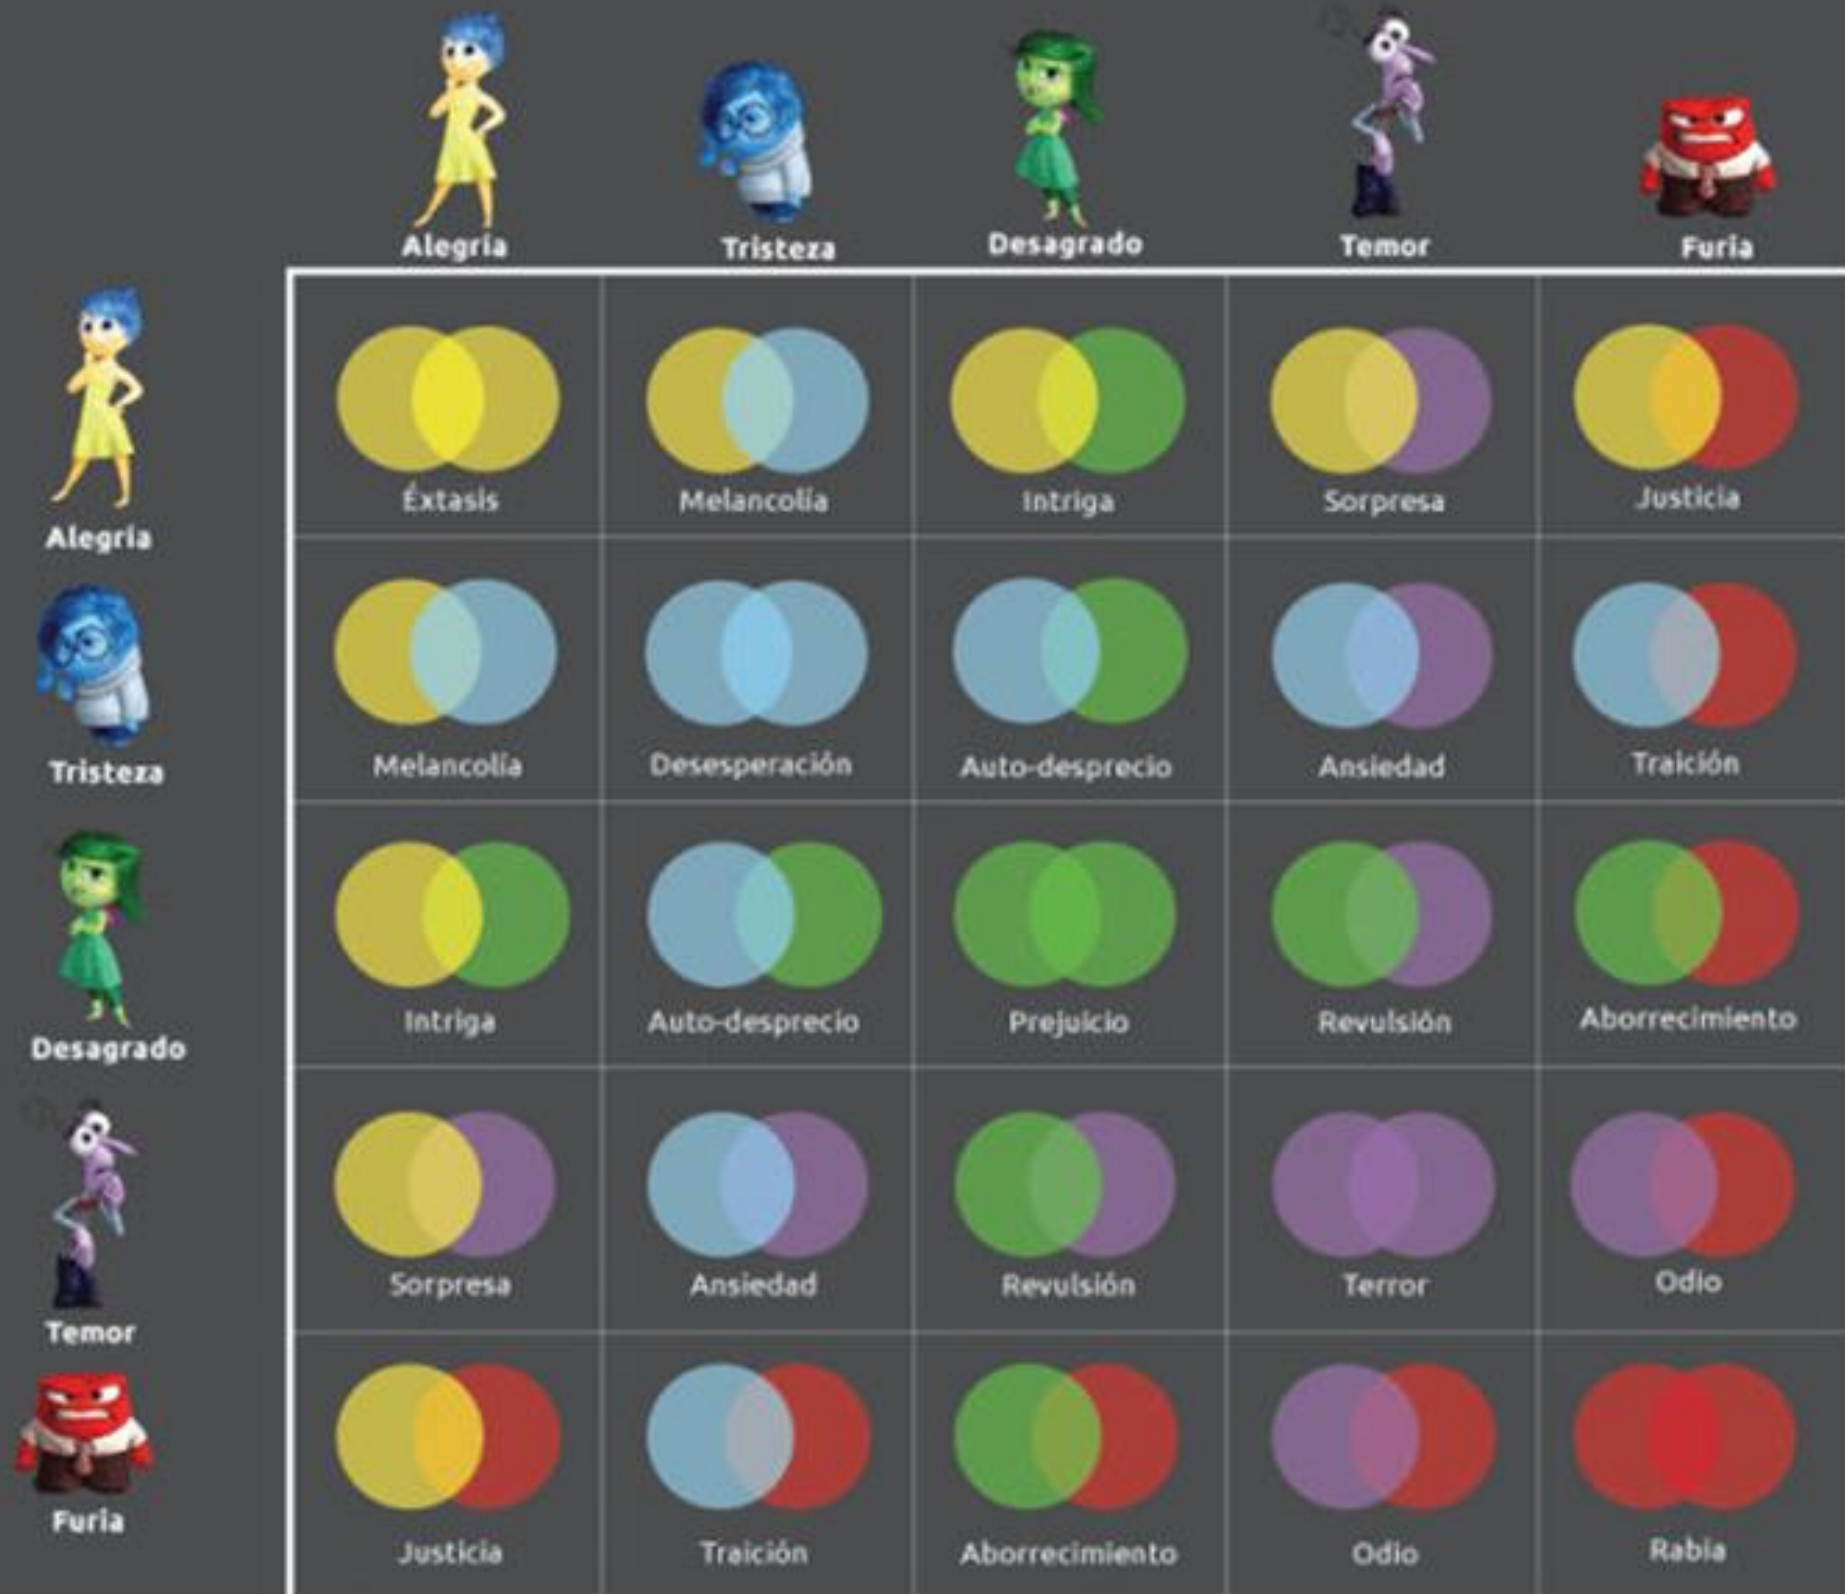 Alegría
Tristeza
Desagrado
Temor
Furia
Alegría
Éxtasis
Melancolía
Intriga
Sorpresa
Justicia
Tristeza
Melancolía
Desesperación
Auto-desprecio
Ansiedad
Traición
Desagrado
Intriga
Auto-desprecio
Prejuicio
Revulsión
Aborrecimiento
Temor
Sorpresa
Ansiedad
Revulsión
Terror
Odio
Furia
Justicia
Traición
Aborrecimiento
Odio
Rabia